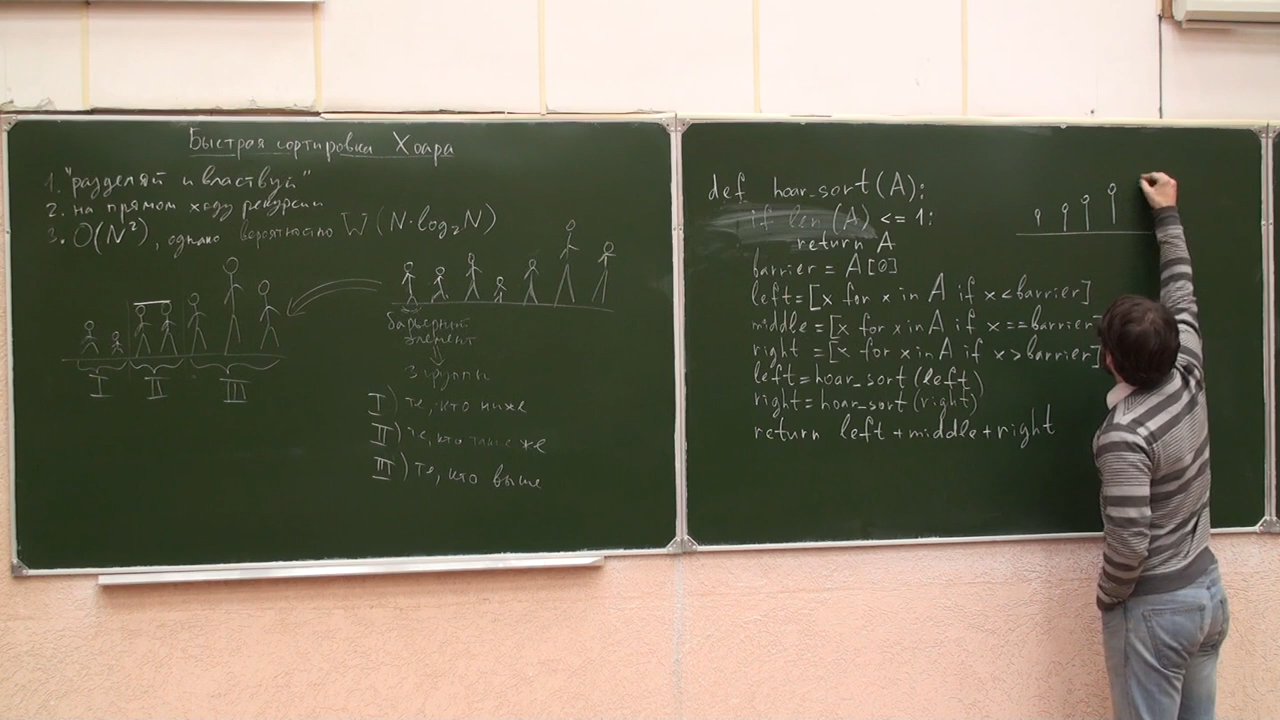 Быстрая сортировка Хоара
1. "разделяй и властвуй"
2. на прямом ходу рекурсии
3. O(N²), однако вероятностно W(N·log₂N)
барьерный
элемент
3 группы
I) те, кто ниже
II) те, кто такие же
III) те, кто выше
I II III
def hoar_sort(A):
if len(A) <= 1:
return A
barrier = A[0]
left=[x for x in A if x<barrier]
middle=[x for x in A if x==barrier]
right=[x for x in A if x>barrier]
left=hoar_sort(left)
right=hoar_sort(right)
return left+middle+right